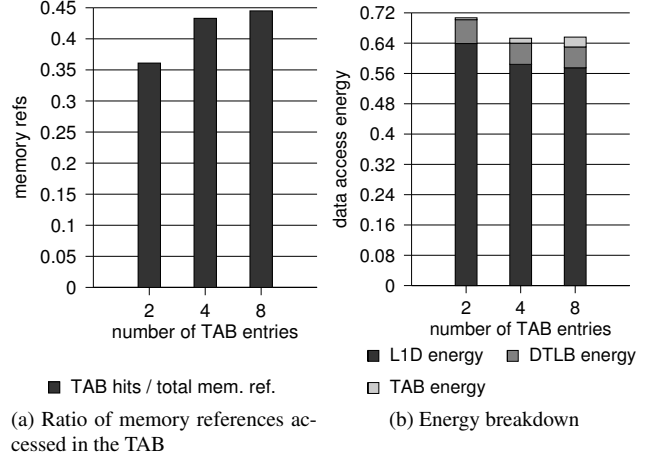 0.45
0.4
0.35
0.3
0.25
0.2
0.15
0.1
0.05
0
memory refs
2 4 8
number of TAB entries
TAB hits / total mem. ref.
(a) Ratio of memory references ac-
cessed in the TAB
0.72
0.64
0.56
0.48
0.4
0.32
0.24
0.16
0.08
0
data access energy
2 4 8
number of TAB entries
L1D energy DTLB energy
TAB energy
(b) Energy breakdown